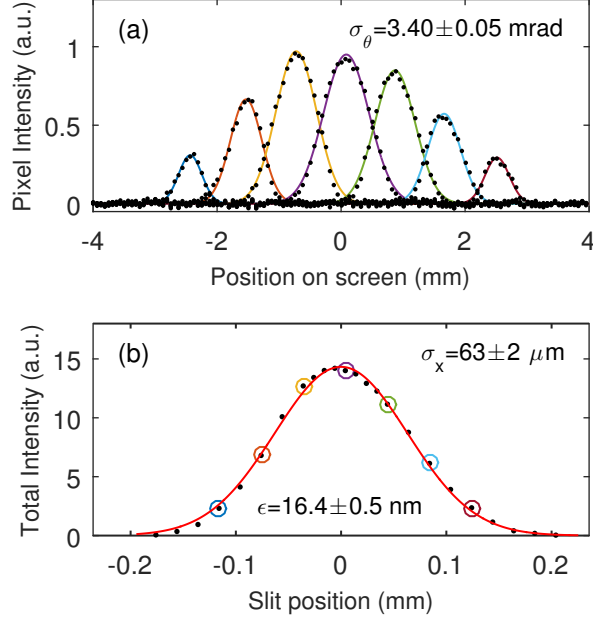 (a)
σθ=3.40±0.05 mrad
Pixel Intensity (a.u.)
1
0.5
0
-4 -2 0 2 4
Position on screen (mm)
(b)
σx=63±2 μm
Total Intensity (a.u.)
15
10
5
0
ϵ=16.4±0.5 nm
-0.2 -0.1 0 0.1 0.2
Slit position (mm)